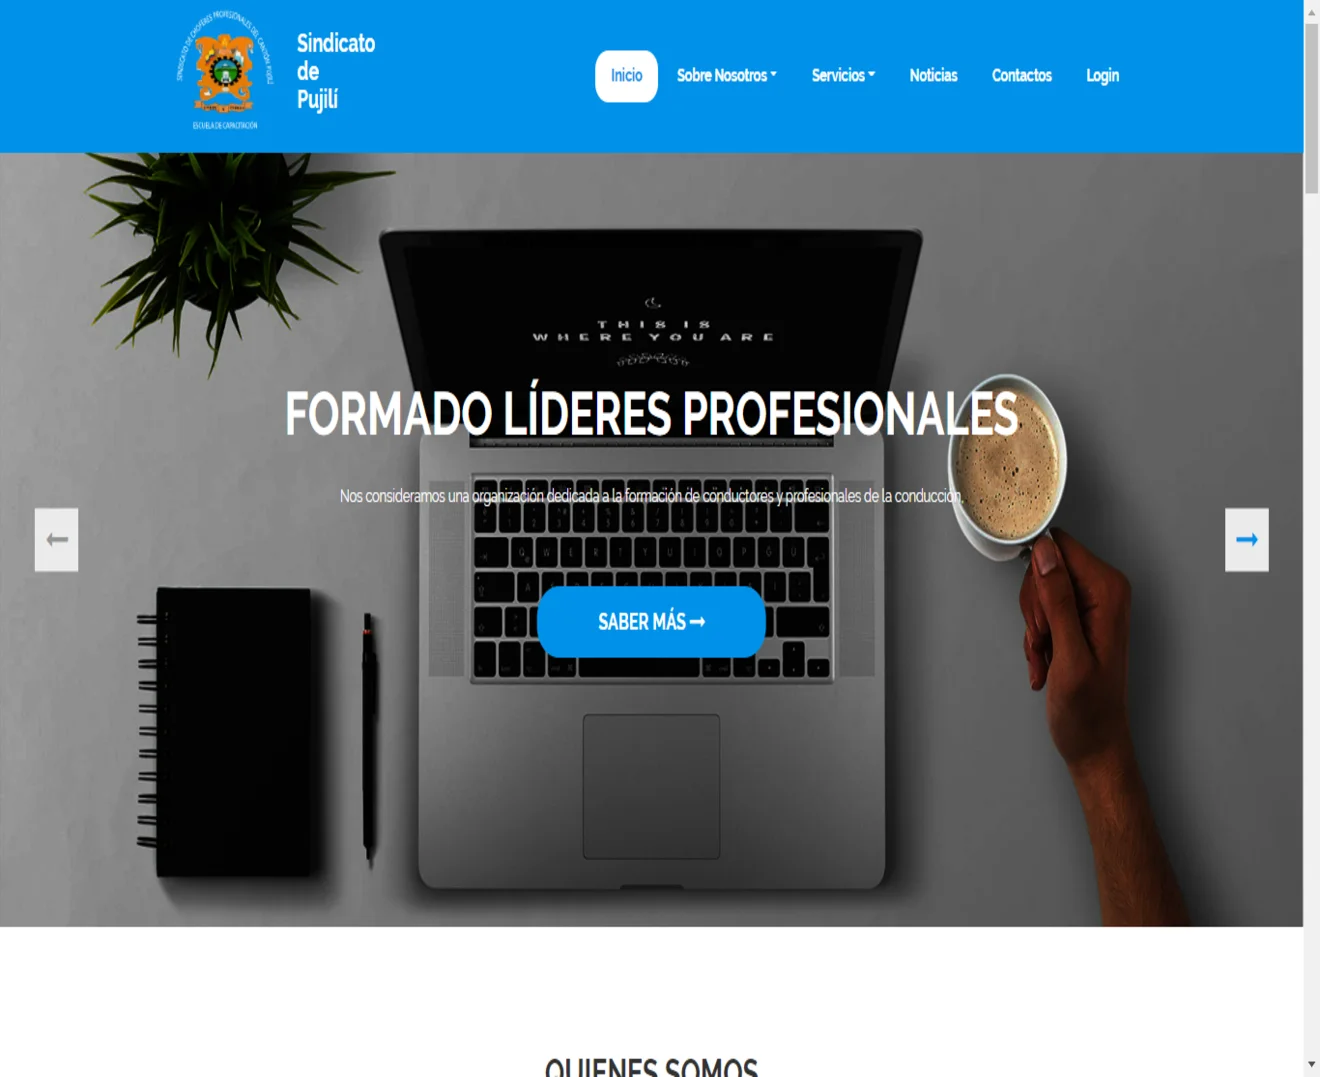 SINDICATO DE CHOFERES PROFESIONALES DEL CANTÓN PUJILÍ
ESCUELA DE CAPACITACIÓN
Sindicato
de
Pujilí
Inicio
Sobre Nosotros
Servicios
Noticias
Contactos
Login
THIS IS
WHERE YOU ARE
FORMADO LÍDERES PROFESIONALES
Nos consideramos una organización dedicada a la formación de conductores y profesionales de la conducción.
SABER MÁS
QUIENES SOMOS